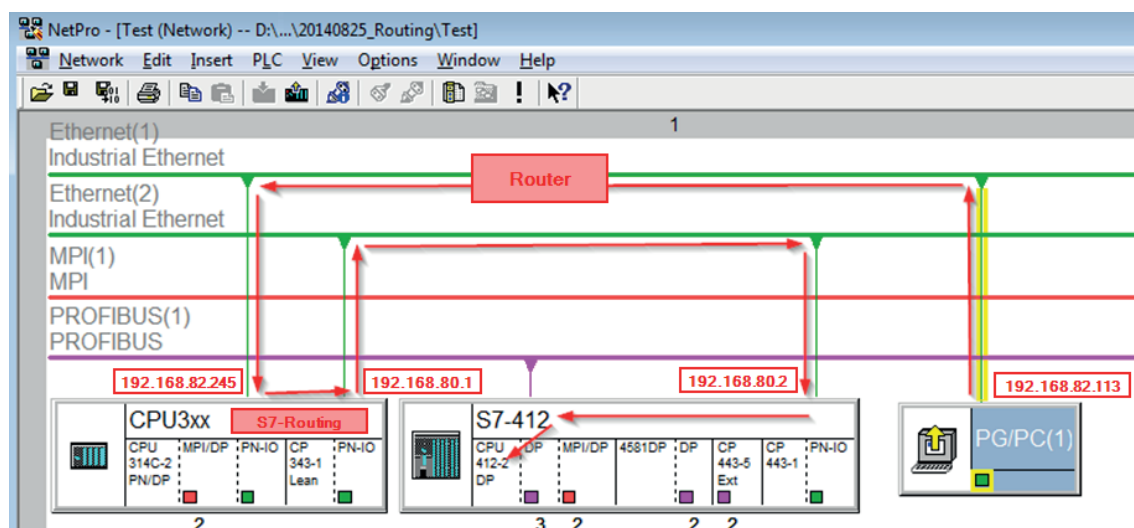 NetPro - [Test (Network) -- D:\...\20140825_Routing\Test]
Network Edit Insert PLC View Options Window Help
1
Ethernet(1)
Industrial Ethernet
Router
Ethernet(2)
Industrial Ethernet
MPI(1)
MPI
PROFIBUS(1)
PROFIBUS
192.168.82.245
192.168.80.1
192.168.80.2
192.168.82.113
CPU3xx
S7-Routing
CPU
314C-2
PN/DP
MPI/DP
PN-IO
CP
343-1
Lean
PN-IO
2
S7-412
CPU
412-2
DP
DP
MPI/DP
4581DP
DP
CP
443-5
Ext
CP
443-1
PN-IO
3 2 2 2
PG/PC(1)